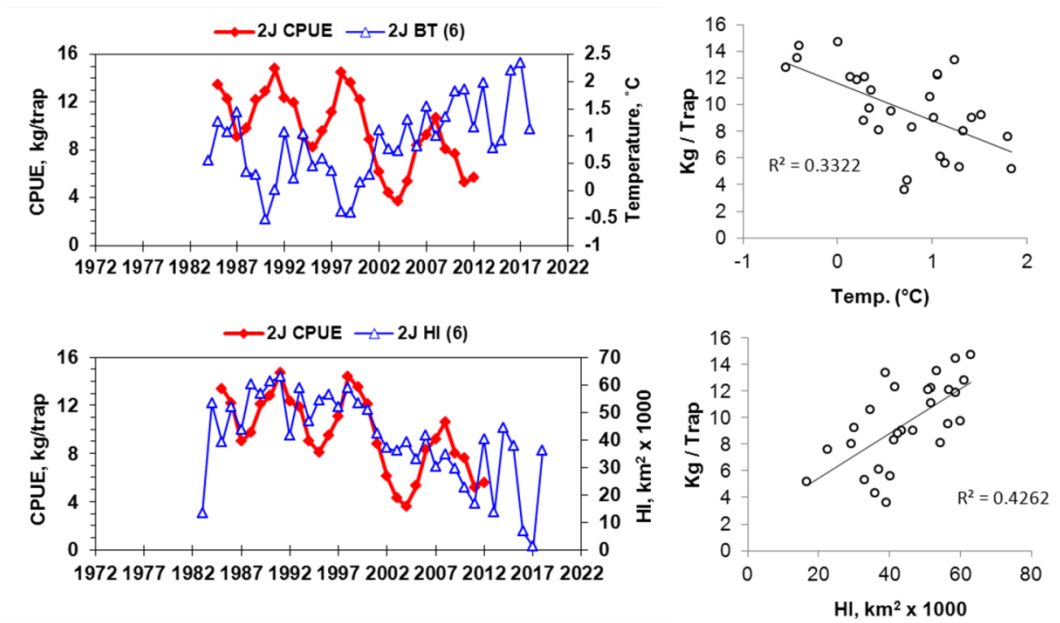 2J CPUE 2J BT (6)
16 12 8 4 0
CPUE, kg/trap
2.5 2 1.5 1 0.5 0 -0.5 -1
Temperature, ˚C
1972 1977 1982 1987 1992 1997 2002 2007 2012 2017 2022
16 14 12 10 8 6 4 2 0
Kg / Trap
R² = 0.3322
-1 0 1 2
Temp. (°C)
2J CPUE 2J HI (6)
16 12 8 4 0
CPUE, kg/trap
70 60 50 40 30 20 10 0
HI, km² x 1000
1972 1977 1982 1987 1992 1997 2002 2007 2012 2017 2022
16 14 12 10 8 6 4 2 0
Kg / Trap
R² = 0.4262
0 20 40 60 80
HI, km² x 1000